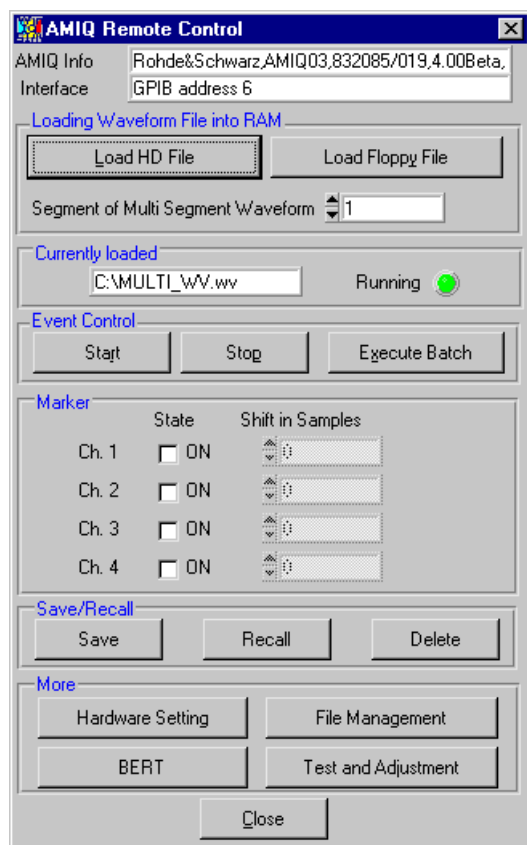 AMIQ Remote Control
AMIQ Info Rohde&Schwarz,AMIQ03,832085/019,4.00Beta,
Interface GPIB address 6
Loading Waveform File into RAM
Load HD File Load Floppy File
Segment of Multi Segment Waveform 1
Currently loaded
C:\MULTI_WV.wv Running
Event Control
Start Stop Execute Batch
Marker
State Shift in Samples
Ch. 1 ON 0
Ch. 2 ON 0
Ch. 3 ON 0
Ch. 4 ON 0
Save/Recall
Save Recall Delete
More
Hardware Setting File Management
BERT Test and Adjustment
Close